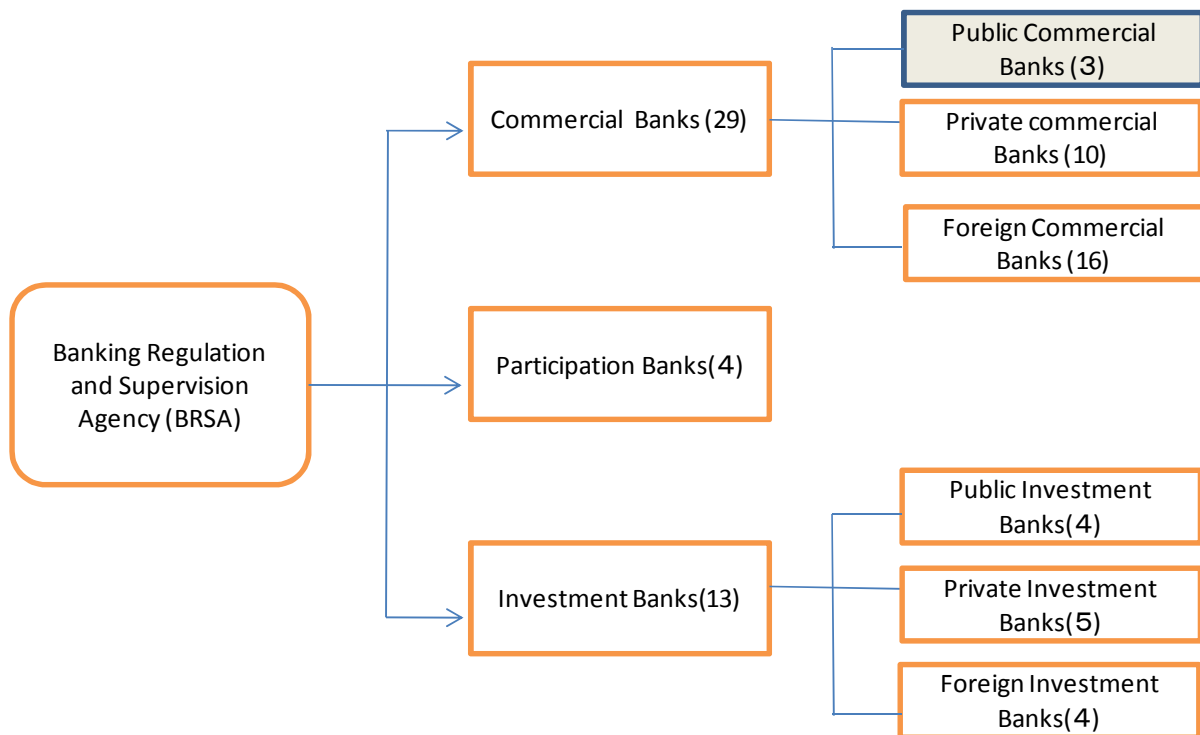 Public Commercial
Banks (3)
Commercial Banks (29)
Private commercial
Banks (10)
Foreign Commercial
Banks (16)
Banking Regulation
and Supervision
Agency (BRSA)
Participation Banks(4)
Public Investment
Banks(4)
Investment Banks(13)
Private Investment
Banks(5)
Foreign Investment
Banks(4)